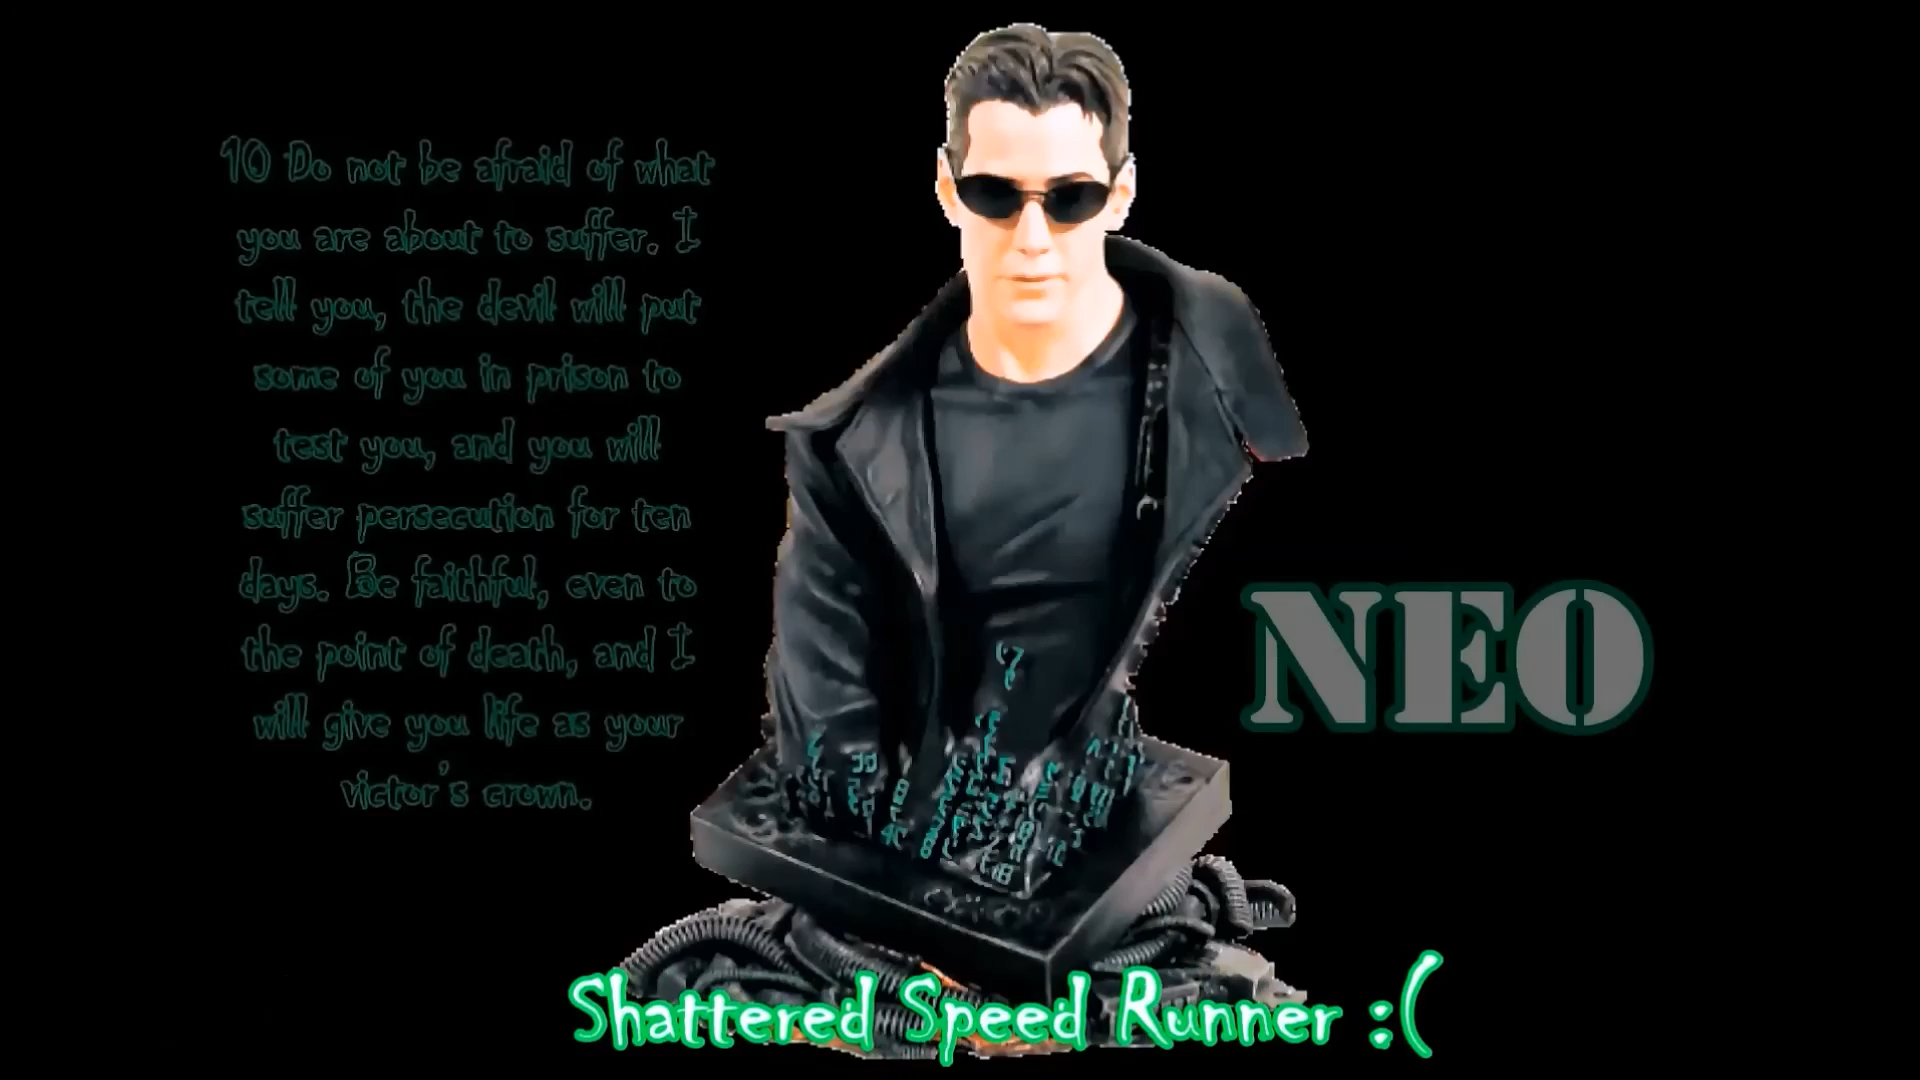 10 Do not be afraid of what
you are about to suffer. I
tell you, the devil will put
some of you in prison to
test you, and you will
suffer persecution for ten
days. Be faithful, even to
the point of death, and I
will give you life as your
victor's crown.
NEO
Shattered Speed Runner :(